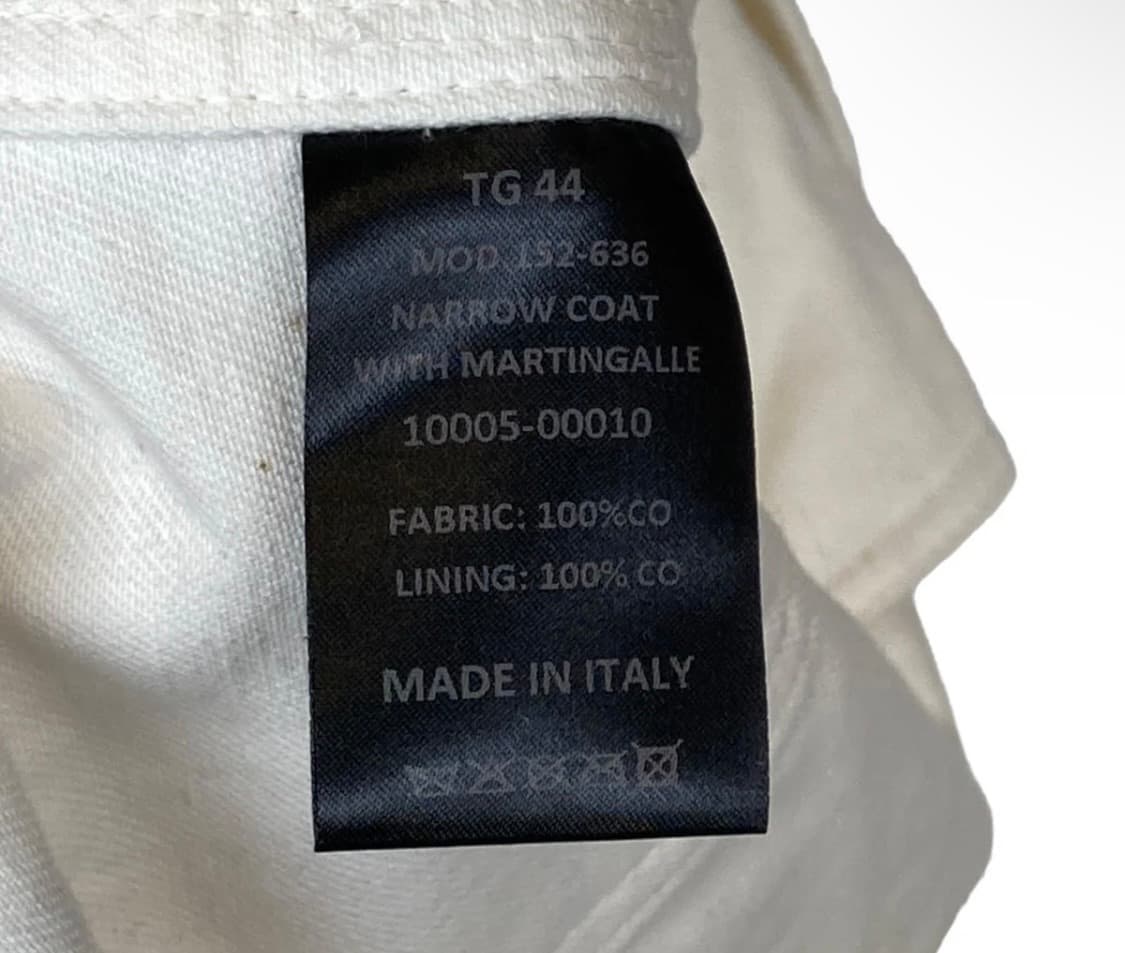 TG 44
MOD 152-636
NARROW COAT
WITH MARTINGALLE
10005-00010
FABRIC: 100%CO
LINING: 100% CO
MADE IN ITALY